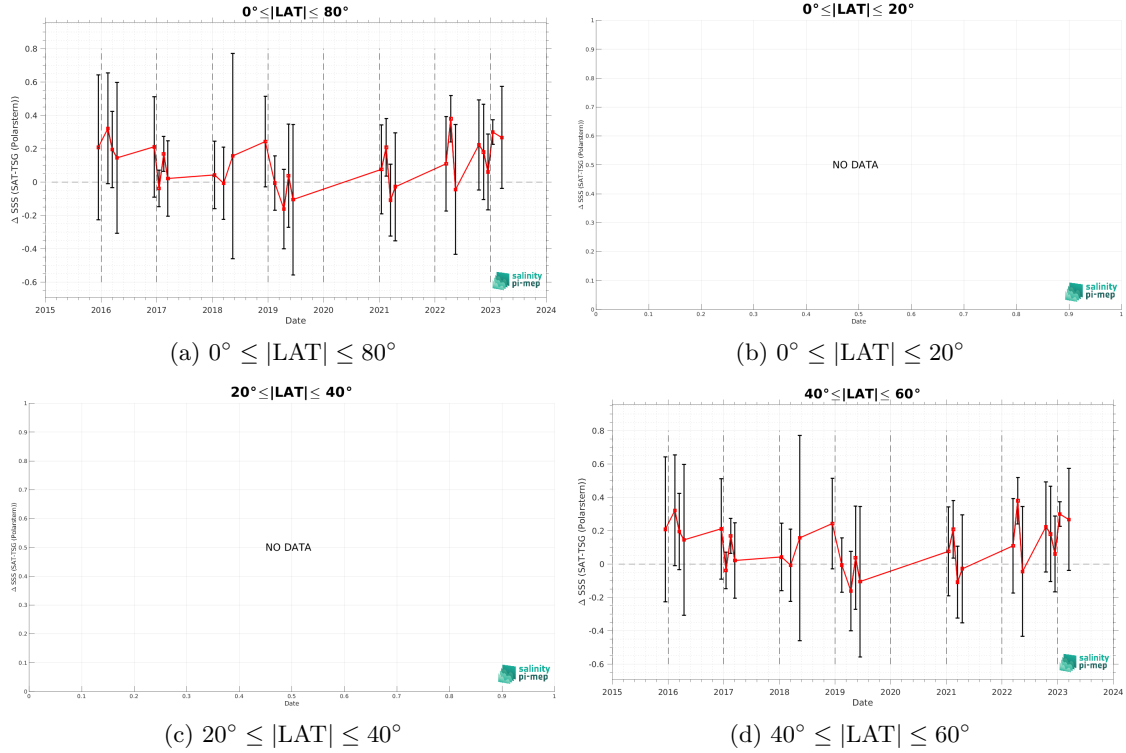 0°≤|LAT|≤ 80°
Δ SSS (SAT-TSG (Polarstern))
0.8
0.6
0.4
0.2
0
-0.2
-0.4
-0.6
2015 2016 2017 2018 2019 2020 2021 2022 2023 2024
Date
salinity
pi-mep
(a) 0° ≤ |LAT| ≤ 80°
0°≤|LAT|≤ 20°
Δ SSS (SAT-TSG (Polarstern))
1
0.9
0.8
0.7
0.6
0.5
0.4
0.3
0.2
0.1
0
NO DATA
0 0.1 0.2 0.3 0.4 0.5 0.6 0.7 0.8 0.9 1
Date
salinity
pi-mep
(b) 0° ≤ |LAT| ≤ 20°
20°≤|LAT|≤ 40°
Δ SSS (SAT-TSG (Polarstern))
1
0.9
0.8
0.7
0.6
0.5
0.4
0.3
0.2
0.1
0
NO DATA
0 0.1 0.2 0.3 0.4 0.5 0.6 0.7 0.8 0.9 1
Date
salinity
pi-mep
(c) 20° ≤ |LAT| ≤ 40°
40°≤|LAT|≤ 60°
Δ SSS (SAT-TSG (Polarstern))
0.8
0.6
0.4
0.2
0
-0.2
-0.4
-0.6
2015 2016 2017 2018 2019 2020 2021 2022 2023 2024
Date
salinity
pi-mep
(d) 40° ≤ |LAT| ≤ 60°